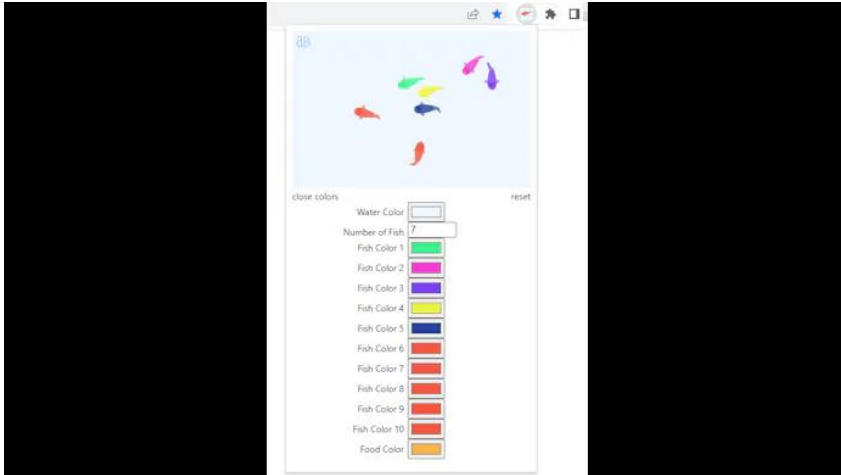 close colors reset
Water Color
Number of Fish 7
Fish Color 1
Fish Color 2
Fish Color 3
Fish Color 4
Fish Color 5
Fish Color 6
Fish Color 7
Fish Color 8
Fish Color 9
Fish Color 10
Food Color